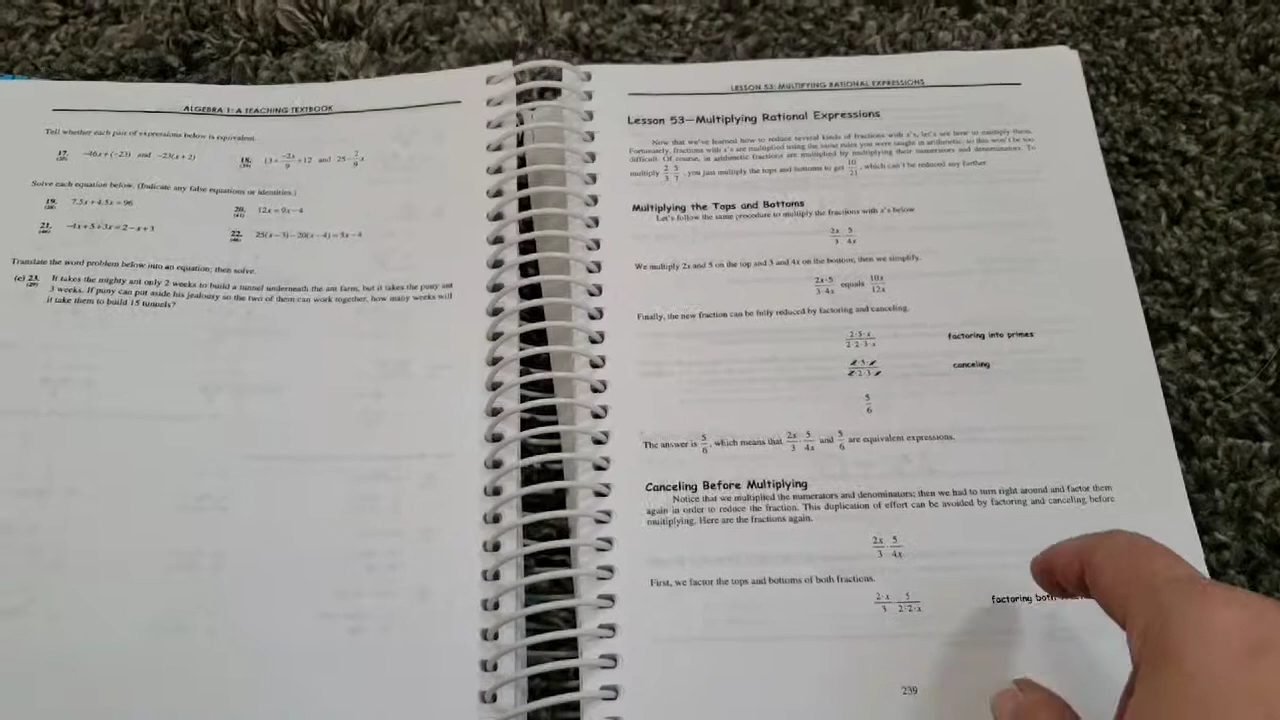 ALGEBRA 1: A TEACHING TEXTBOOK
Tell whether each pair of expressions below is equivalent.
17. −16x+(−23) and −23(x+2)
18. and
Solve each equation below. (Indicate any false equations or identities.)
19. 7.5x+4.5x=96
20. 12x=9x−4
21. −4x+5+3x=2−x+3
22. 25(x−3)−20(x−4)=5x−4
Translate the word problem below into an equation; then solve.
(c) 23. It takes the mighty ant only 2 weeks to build a tunnel underneath the ant farm, but it takes the puny ant
3 weeks. If puny can put aside his jealousy so the two of them can work together, how many weeks will
it take them to build 15 tunnels?
LESSON 53: MULTIPLYING RATIONAL EXPRESSIONS
Lesson 53—Multiplying Rational Expressions
Now that we've learned how to reduce several kinds of fractions with x's, let's see how to multiply them.
Fortunately, fractions with x's are multiplied using the same rules you were taught in arithmetic, so this won't be too
difficult. Of course, in arithmetic fractions are multiplied by multiplying their numerators and denominators. To
multiply 2/3 · 5/7, you just multiply the tops and bottoms to get 10/21, which can't be reduced any further.
Multiplying the Tops and Bottoms
Let's follow the same procedure to multiply the fractions with x's below.
2x/3 · 5/4x
We multiply 2x and 5 on the top and 3 and 4x on the bottom; then we simplify.
2x·5/3·4x equals 10x/12x
Finally, the new fraction can be fully reduced by factoring and canceling.
2·5·x/2·2·3·x factoring into primes
2·5·x/2·2·3·x canceling
5/6
The answer is 5/6, which means that 2x/3 · 5/4x and 5/6 are equivalent expressions.
Canceling Before Multiplying
Notice that we multiplied the numerators and denominators; then we had to turn right around and factor them
again in order to reduce the fraction. This duplication of effort can be avoided by factoring and canceling before
multiplying. Here are the fractions again.
2x/3 · 5/4x
First, we factor the tops and bottoms of both fractions.
2·x/3 · 5/2·2·x factoring both
239